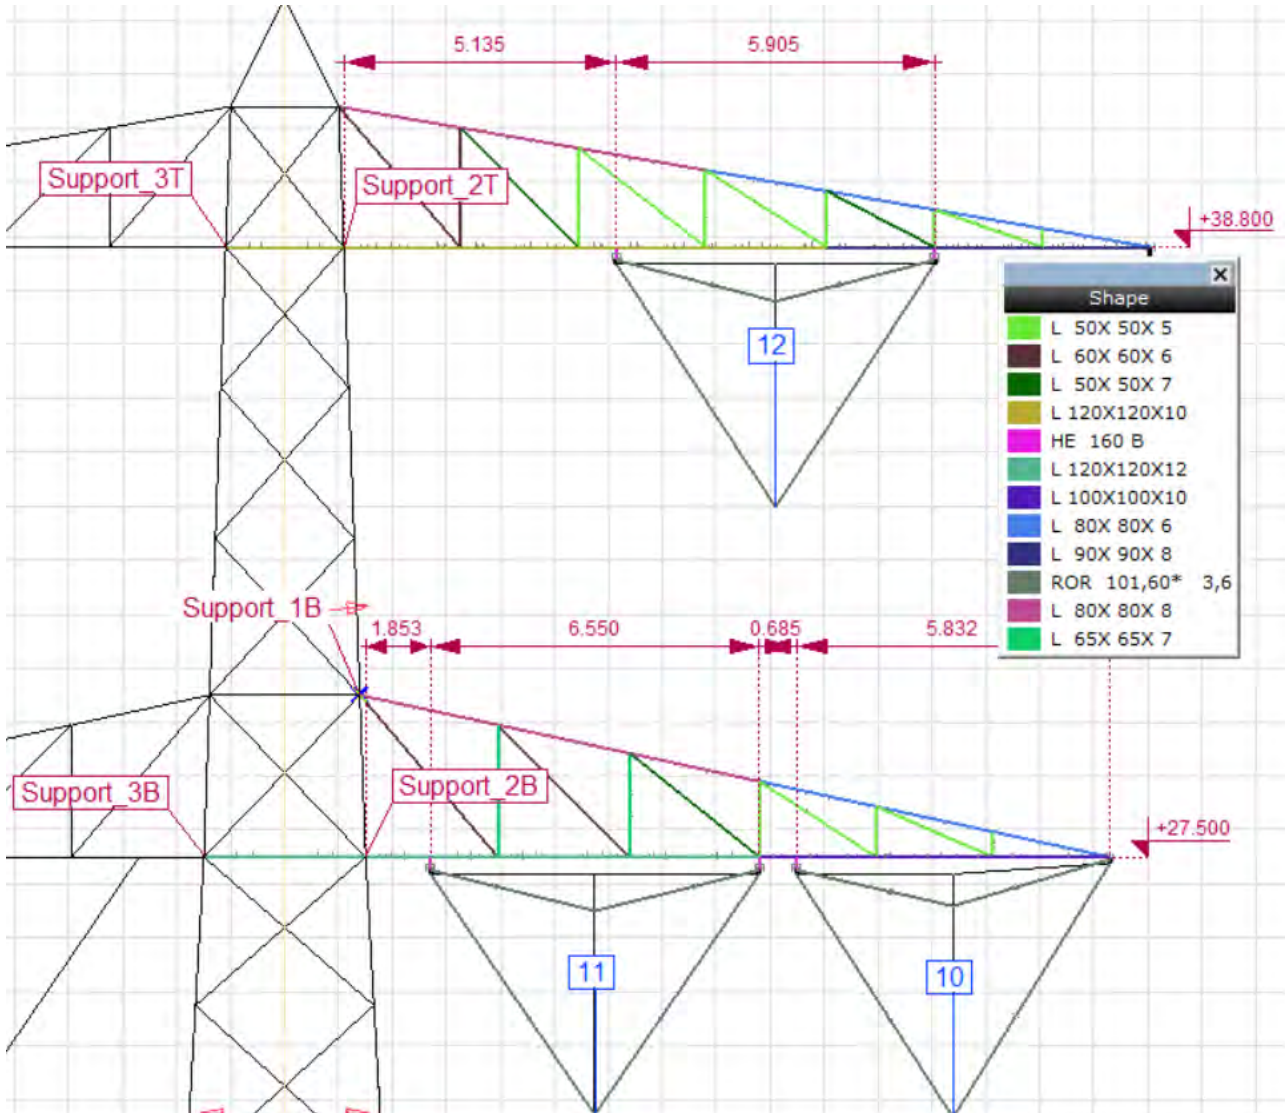 5.135
5.905
Support_3T
Support_2T
+38.800
Shape
L 50X 50X 5
L 60X 60X 6
L 50X 50X 7
L 120X120X10
HE 160 B
L 120X120X12
L 100X100X10
L 80X 80X 6
L 90X 90X 8
ROR 101,60* 3,6
L 80X 80X 8
L 65X 65X 7
12
Support_1B
1.853
6.550
0.685
5.832
Support_3B
Support_2B
+27.500
11
10